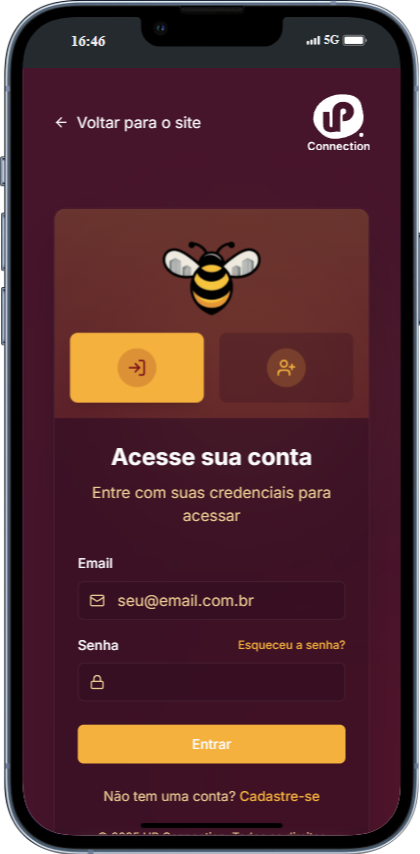 16:46
5G
Voltar para o site
UP
Connection
Acesse sua conta
Entre com suas credenciais para
acessar
Email
seu@email.com.br
Senha
Esqueceu a senha?
Entrar
Não tem uma conta? Cadastre-se